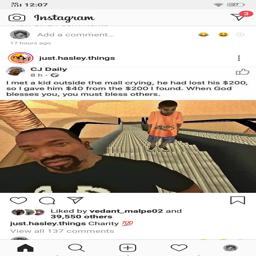 12:07
Instagram
3
Add a comment...
17 hours ago
just.hasley.things
CJ Daily
8 h
I met a kid outside the mall crying, he had lost his $200,
so I gave him $40 from the $200 I found. When God
blesses you, you must bless others.
Liked by vedant_malpe02 and
39,550 others
just.hasley.things Charity 💯
View all 137 comments